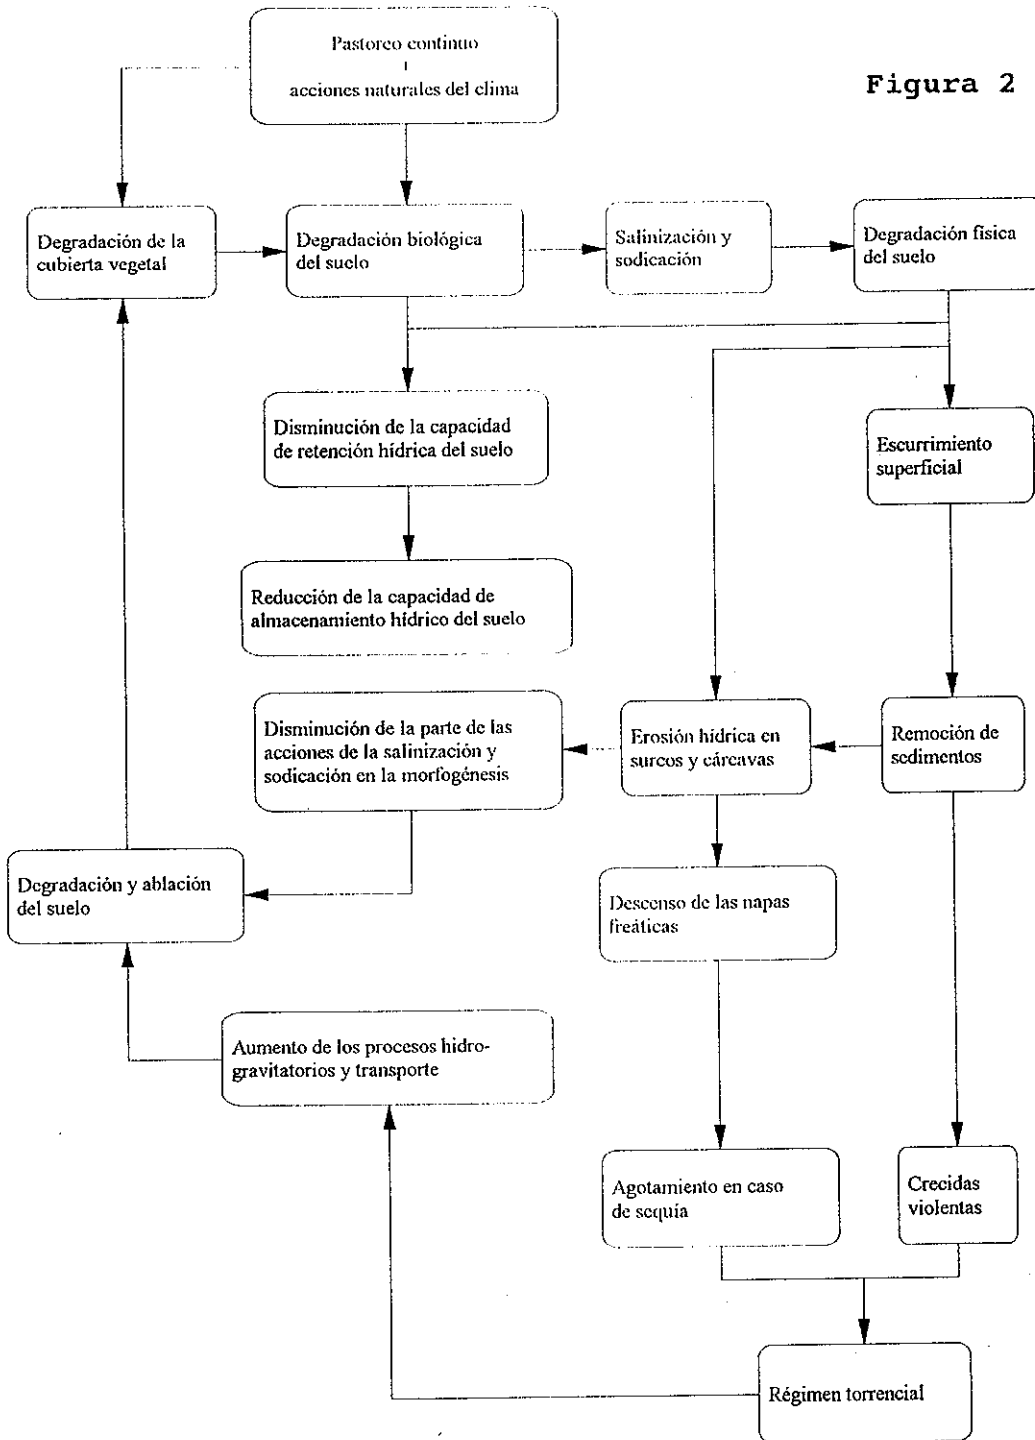 Pastoreo continuo
+
acciones naturales del clima
Figura 2
Degradación de la
cubierta vegetal
Degradación biológica
del suelo
Salinización y
sodicación
Degradación física
del suelo
Disminución de la capacidad
de retención hídrica del suelo
Escurrimiento
superficial
Reducción de la capacidad de
almacenamiento hídrico del suelo
Disminución de la parte de las
acciones de la salinización y
sodicación en la morfogénesis
Erosión hídrica en
surcos y cárcavas
Remoción de
sedimentos
Degradación y ablación
del suelo
Descenso de las napas
freáticas
Aumento de los procesos hidro-
gravitatorios y transporte
Agotamiento en caso
de sequía
Crecidas
violentas
Régimen torrencial